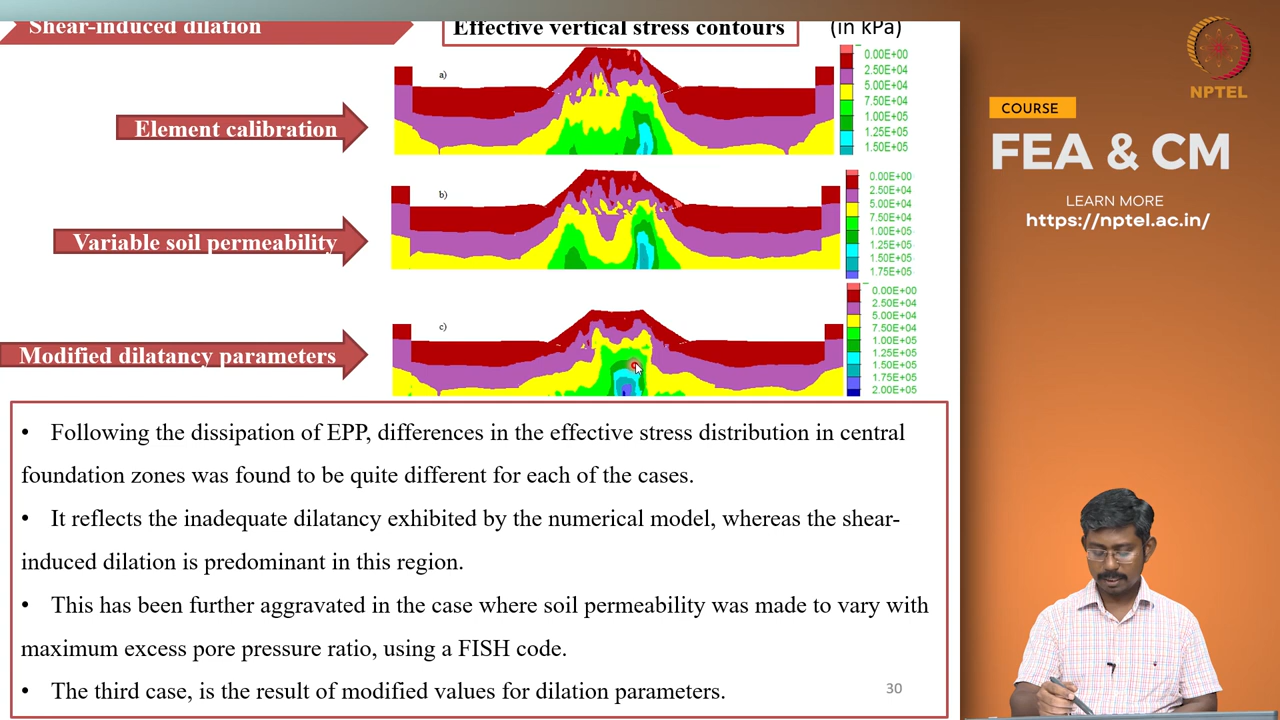 Shear-induced dilation
Effective vertical stress contours
(in kPa)
a)
0.00E+00
2.50E+04
5.00E+04
7.50E+04
1.00E+05
1.25E+05
1.50E+05
Element calibration
b)
0.00E+00
2.50E+04
5.00E+04
7.50E+04
1.00E+05
1.25E+05
1.50E+05
1.75E+05
Variable soil permeability
c)
0.00E+00
2.50E+04
5.00E+04
7.50E+04
1.00E+05
1.25E+05
1.50E+05
1.75E+05
2.00E+05
Modified dilatancy parameters
• Following the dissipation of EPP, differences in the effective stress distribution in central
foundation zones was found to be quite different for each of the cases.
• It reflects the inadequate dilatancy exhibited by the numerical model, whereas the shear-
induced dilation is predominant in this region.
• This has been further aggravated in the case where soil permeability was made to vary with
maximum excess pore pressure ratio, using a FISH code.
• The third case, is the result of modified values for dilation parameters.
30
NPTEL
COURSE
FEA & CM
LEARN MORE
https://nptel.ac.in/